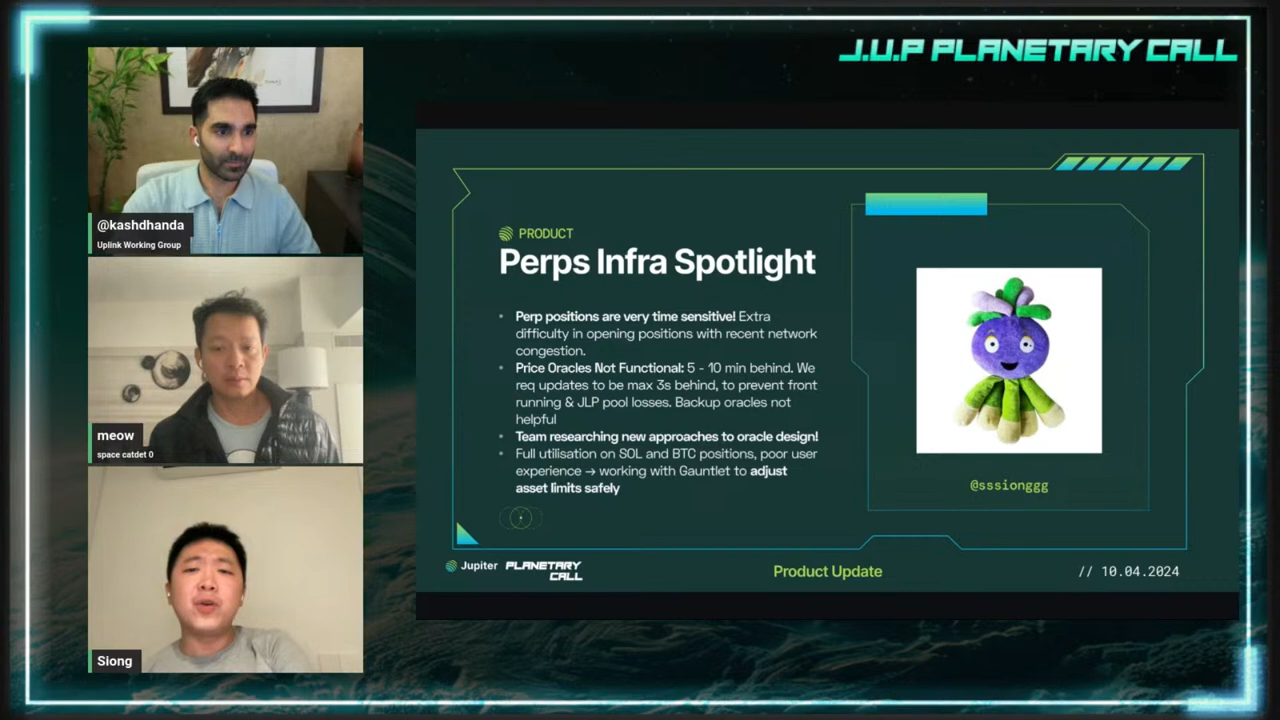 J.U.P PLANETARY CALL
@kashdhanda
Uplink Working Group
meow
space catdet 0
Siong
PRODUCT
Perps Infra Spotlight
• Perp positions are very time sensitive! Extra
difficulty in opening positions with recent network
congestion.
• Price Oracles Not Functional: 5 - 10 min behind. We
req updates to be max 3s behind, to prevent front
running & JLP pool losses. Backup oracles not
helpful
• Team researching new approaches to oracle design!
• Full utilisation on SOL and BTC positions, poor user
experience → working with Gauntlet to adjust
asset limits safely
@sssionggg
Jupiter PLANETARY
CALL
Product Update
// 10.04.2024